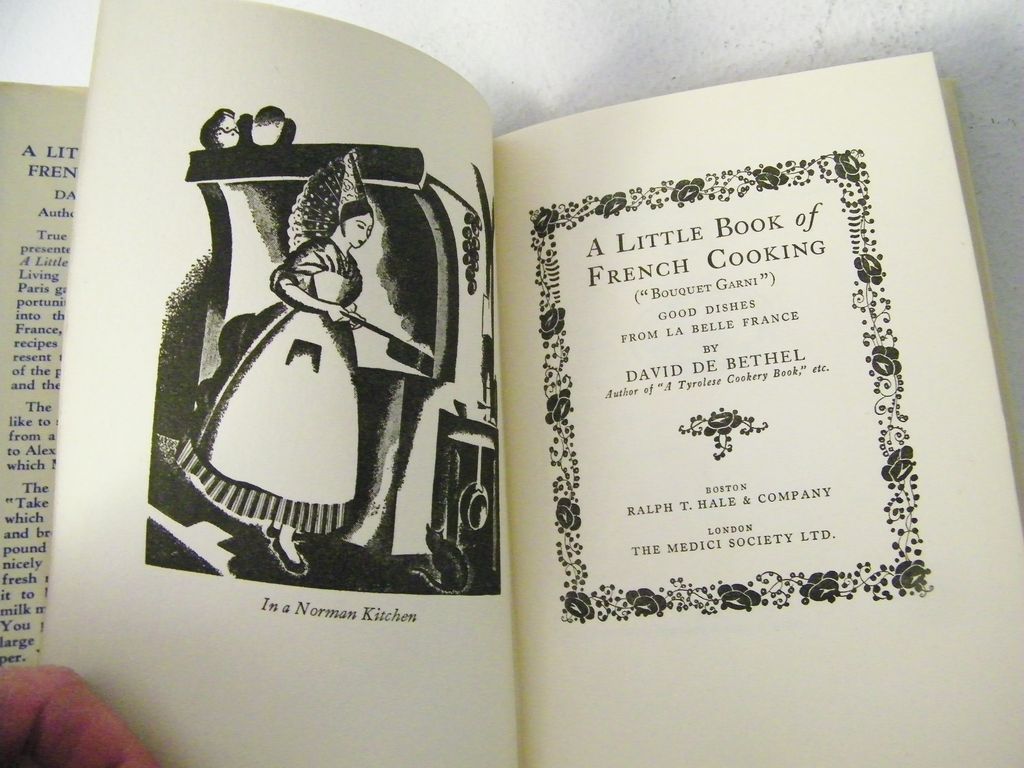 A LIT
FREN
DA
Autho
True
presente
A Little
Living
Paris ga
portuni
into th
France,
recipes
resent
of the p
and the
The
like to
from a
to Alex
which
The
"Take
which
and br
pound
nicely
fresh
it to
milk m
You
large
per.
In a Norman Kitchen
A LITTLE BOOK of
FRENCH COOKING
("BOUQUET GARNI")
GOOD DISHES
FROM LA BELLE FRANCE
BY
DAVID DE BETHEL
Author of "A Tyrolese Cookery Book," etc.
BOSTON
RALPH T. HALE & COMPANY
LONDON
THE MEDICI SOCIETY LTD.